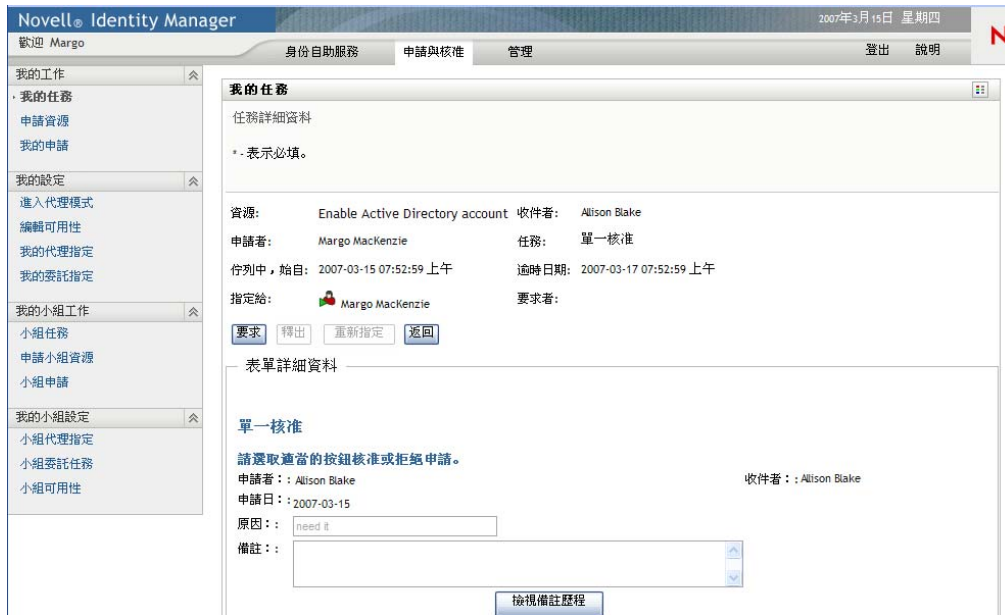 Novell® Identity Manager
2007年3月15日 星期四
歡迎 Margo
身份自助服務 申請與核准 管理 登出 說明
N
我的工作
· 我的任務
申請資源
我的申請
我的設定
進入代理模式
編輯可用性
我的代理指定
我的委託指定
我的小組工作
小組任務
申請小組資源
小組申請
我的小組設定
小組代理指定
小組委託任務
小組可用性
我的任務
任務詳細資料
* - 表示必填。
資源: Enable Active Directory account 收件者: Allison Blake
申請者: Margo MacKenzie 任務: 單一核准
佇列中，始自: 2007-03-15 07:52:59 上午 逾時日期: 2007-03-17 07:52:59 上午
指定給: Margo MacKenzie 要求者:
要求 釋出 重新指定 返回
表單詳細資料
單一核准
請選取適當的按鈕核准或拒絕申請。
申請者：: Allison Blake 收件者：: Allison Blake
申請日：: 2007-03-15
原因：: need it
備註：:
檢視備註歷程